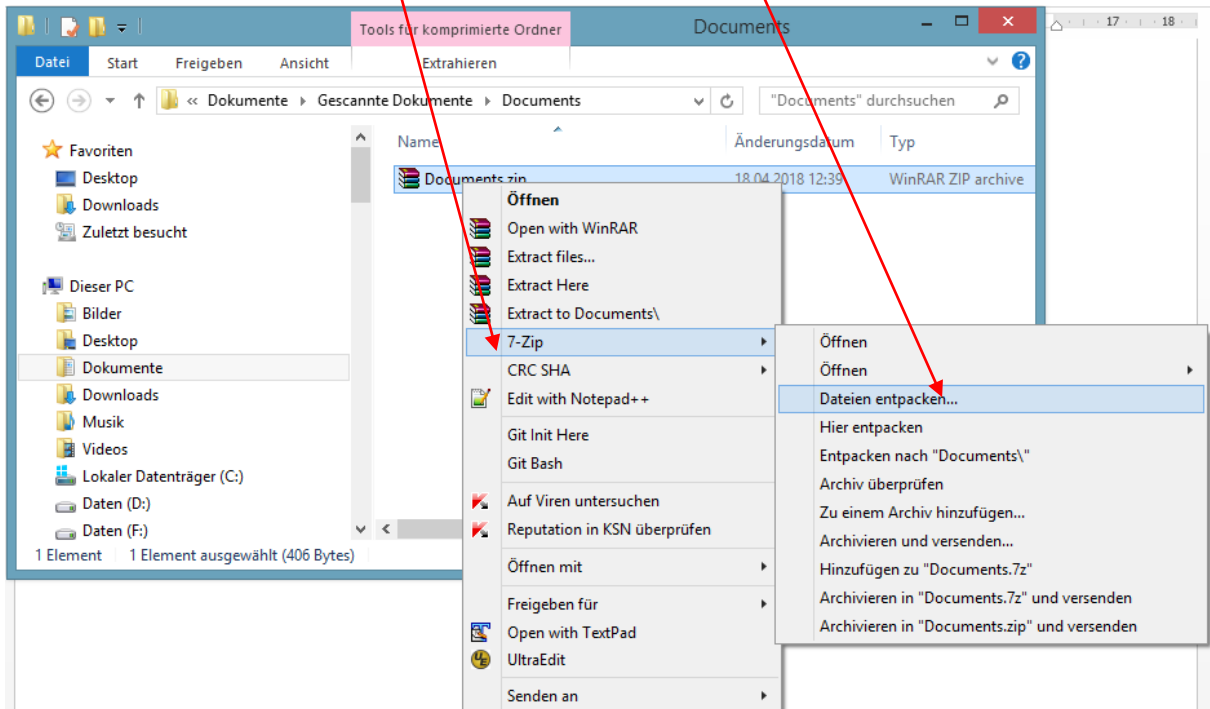 Tools für komprimierte Ordner
Documents
17 18
Datei Start Freigeben Ansicht Extrahieren
« Dokumente Gescannte Dokumente Documents
"Documents" durchsuchen
Favoriten
Desktop
Downloads
Zuletzt besucht
Dieser PC
Bilder
Desktop
Dokumente
Downloads
Musik
Videos
Lokaler Datenträger (C:)
Daten (D:)
Daten (F:)
1 Element 1 Element ausgewählt (406 Bytes)
Name Änderungsdatum Typ
Documents.zip 18.04.2018 12:39 WinRAR ZIP archive
Öffnen
Open with WinRAR
Extract files...
Extract Here
Extract to Documents\
7-Zip
CRC SHA
Edit with Notepad++
Git Init Here
Git Bash
Auf Viren untersuchen
Reputation in KSN überprüfen
Öffnen mit
Freigeben für
Open with TextPad
UltraEdit
Senden an
Öffnen
Öffnen
Dateien entpacken...
Hier entpacken
Entpacken nach "Documents\"
Archiv überprüfen
Zu einem Archiv hinzufügen...
Archivieren und versenden...
Hinzufügen zu "Documents.7z"
Archivieren in "Documents.7z" und versenden
Archivieren in "Documents.zip" und versenden